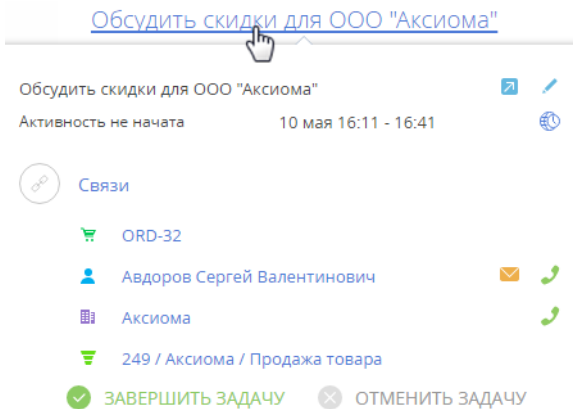 Обсудить скидки для ООО "Аксиома"
Обсудить скидки для ООО "Аксиома"
Активность не начата 10 мая 16:11 - 16:41
Связи
ORD-32
Авдоров Сергей Валентинович
Аксиома
249 / Аксиома / Продажа товара
ЗАВЕРШИТЬ ЗАДАЧУ ОТМЕНИТЬ ЗАДАЧУ